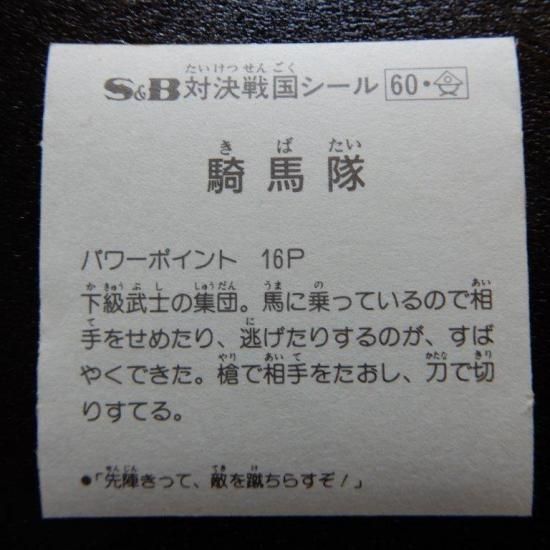 S&B対決戦国シール 60・
騎馬隊
パワーポイント 16P
下級武士の集団。馬に乗っているので相
手をせめたり、逃げたりするのが、すば
やくできた。槍で相手をたおし、刀で切
りすてる。
●「先陣きって、敵を蹴ちらすぞ!」